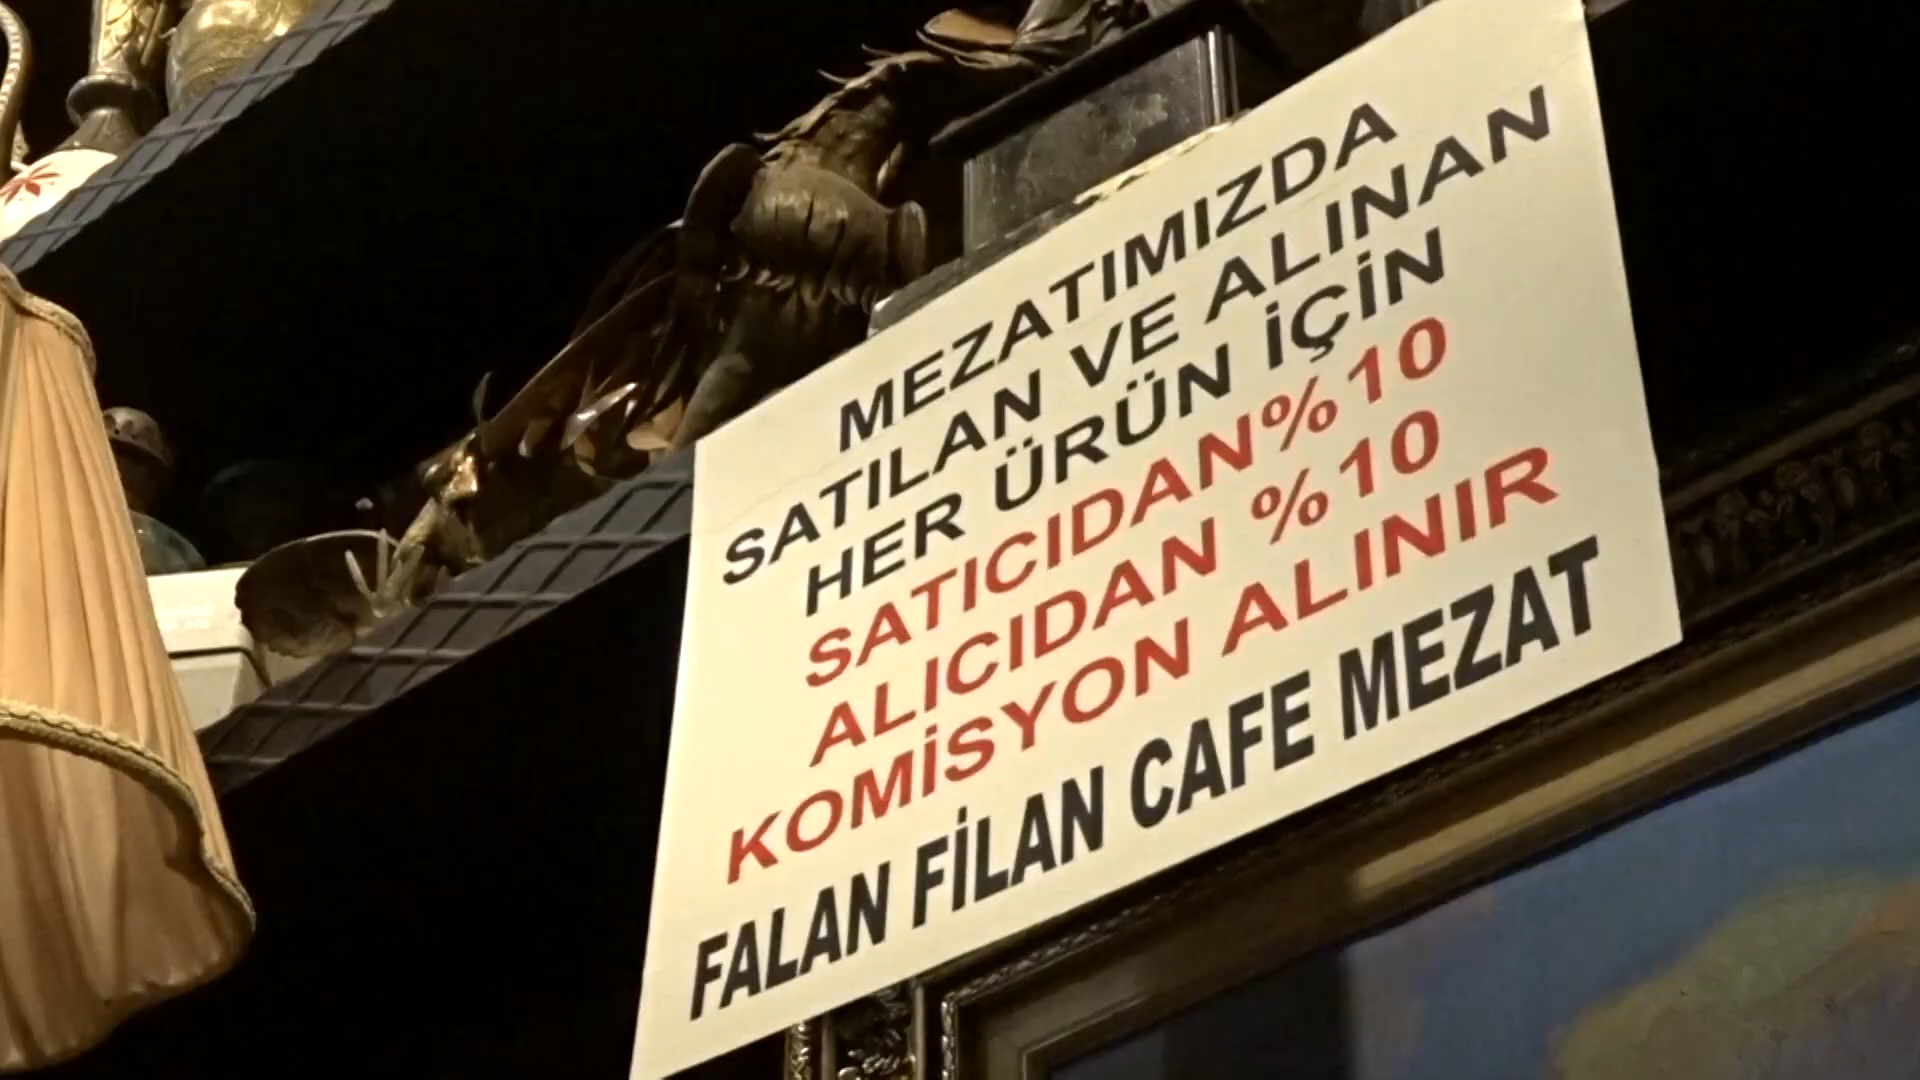 MEZATIMIZDA
SATILAN VE ALINAN
HER ÜRÜN İÇİN
SATICIDAN%10
ALICIDAN %10
KOMİSYON ALINIR
FALAN FİLAN CAFE MEZAT